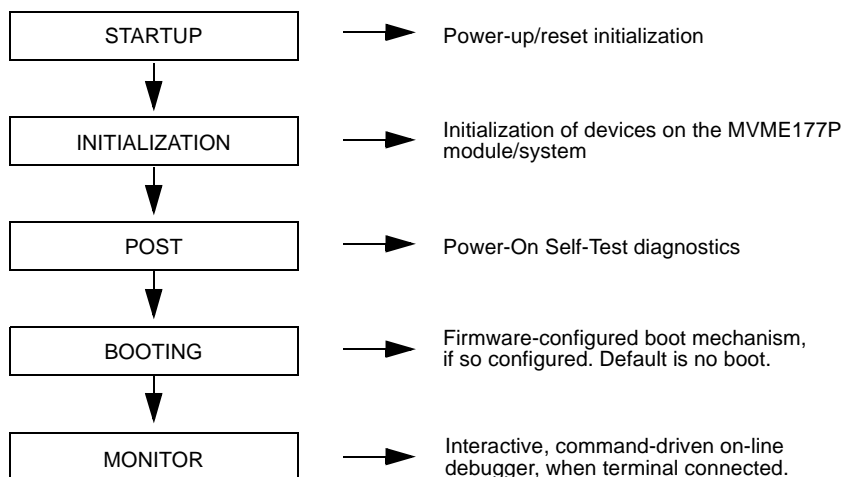 STARTUP
Power-up/reset initialization
INITIALIZATION
Initialization of devices on the MVME177P
module/system
POST
Power-On Self-Test diagnostics
BOOTING
Firmware-configured boot mechanism,
if so configured. Default is no boot.
MONITOR
Interactive, command-driven on-line
debugger, when terminal connected.